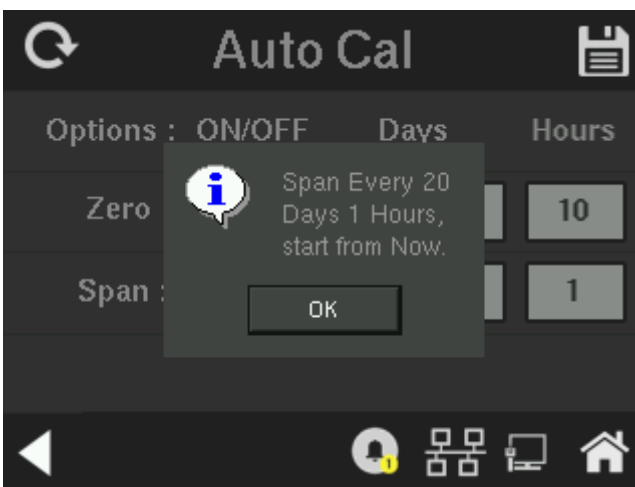 Auto Cal
Options : ON/OFF Days Hours
Zero 10
Span : 1
Span Every 20
Days 1 Hours,
start from Now.
OK
1